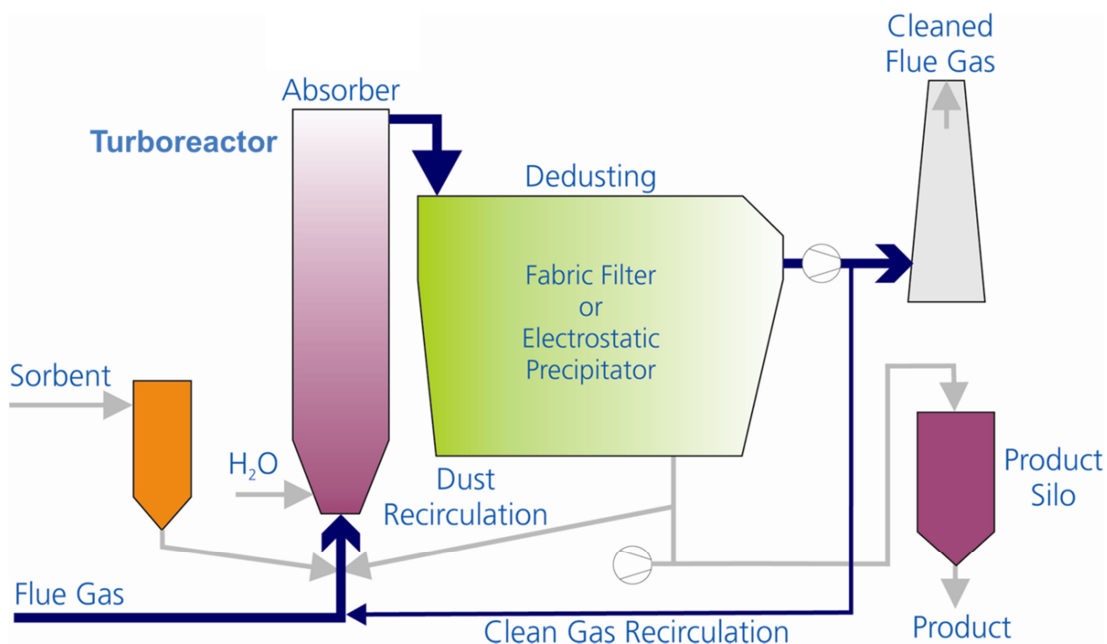 Cleaned
Flue Gas
Absorber
Turboreactor
Dedusting
Fabric Filter
or
Electrostatic
Precipitator
Sorbent
H₂O
Dust
Recirculation
Product
Silo
Flue Gas
Clean Gas Recirculation
Product